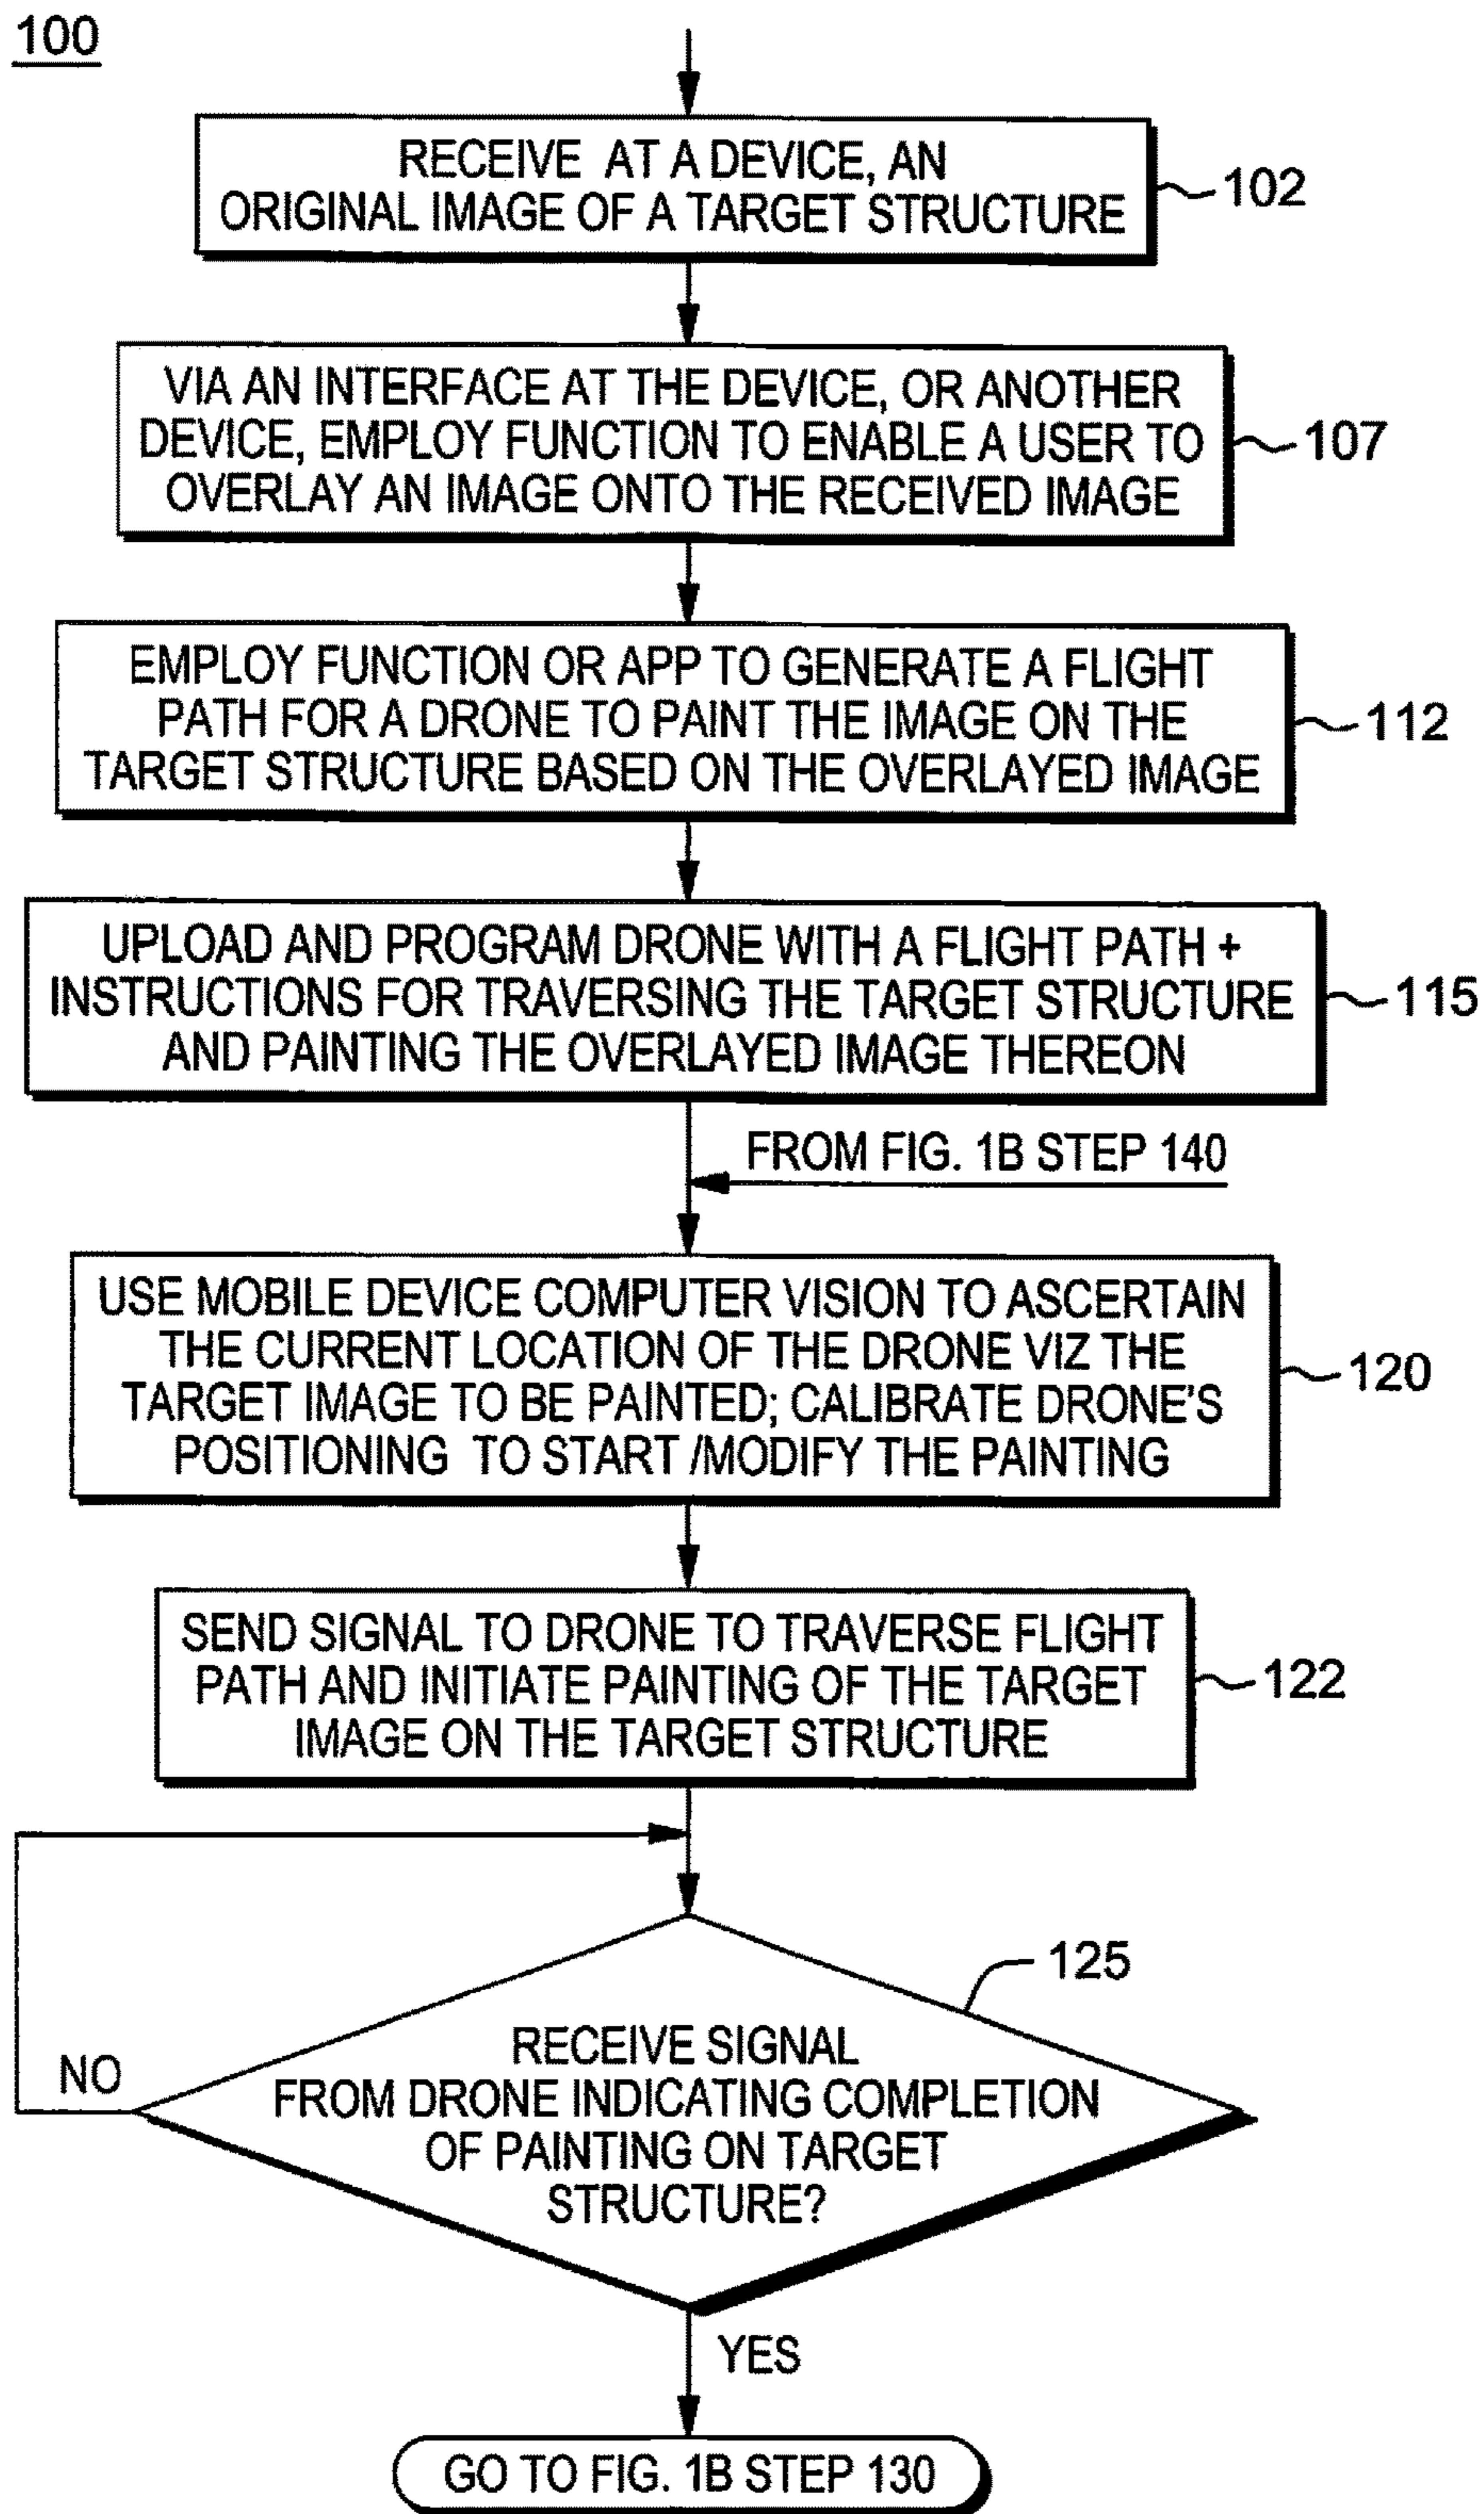 100
RECEIVE AT A DEVICE, AN
ORIGINAL IMAGE OF A TARGET STRUCTURE
102
VIA AN INTERFACE AT THE DEVICE, OR ANOTHER
DEVICE, EMPLOY FUNCTION TO ENABLE A USER TO
OVERLAY AN IMAGE ONTO THE RECEIVED IMAGE
107
EMPLOY FUNCTION OR APP TO GENERATE A FLIGHT
PATH FOR A DRONE TO PAINT THE IMAGE ON THE
TARGET STRUCTURE BASED ON THE OVERLAYED IMAGE
112
UPLOAD AND PROGRAM DRONE WITH A FLIGHT PATH +
INSTRUCTIONS FOR TRAVERSING THE TARGET STRUCTURE
AND PAINTING THE OVERLAYED IMAGE THEREON
115
FROM FIG. 1B STEP 140
USE MOBILE DEVICE COMPUTER VISION TO ASCERTAIN
THE CURRENT LOCATION OF THE DRONE VIZ THE
TARGET IMAGE TO BE PAINTED; CALIBRATE DRONE'S
POSITIONING TO START /MODIFY THE PAINTING
120
SEND SIGNAL TO DRONE TO TRAVERSE FLIGHT
PATH AND INITIATE PAINTING OF THE TARGET
IMAGE ON THE TARGET STRUCTURE
122
125
RECEIVE SIGNAL
FROM DRONE INDICATING COMPLETION
OF PAINTING ON TARGET
STRUCTURE?
NO
YES
GO TO FIG. 1B STEP 130